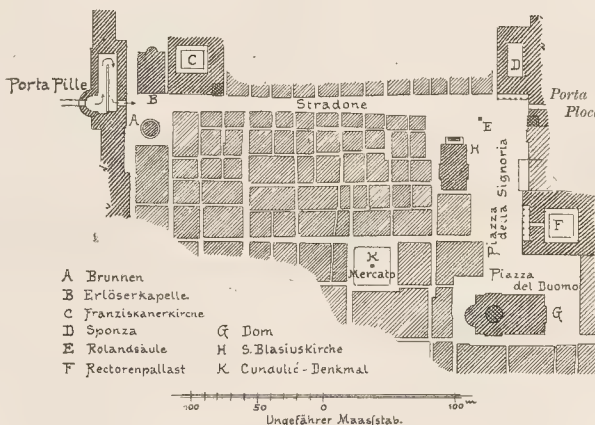 Porta Pille
C
D
B
Stradone
Porta
Ploce
A
E
H
Piazza
della Signoria
F
K
Mercato
Piazza
del Duomo
G
A Brunnen
B Erlöserkapelle
C Franziskanerkirche
D Sponza
E Rolandsäule
F Rectorenpallast
G Dom
H S. Blasiuskirche
K Cunaulić-Denkmal
100 50 0 100 m
Ungefährer Maasstab.